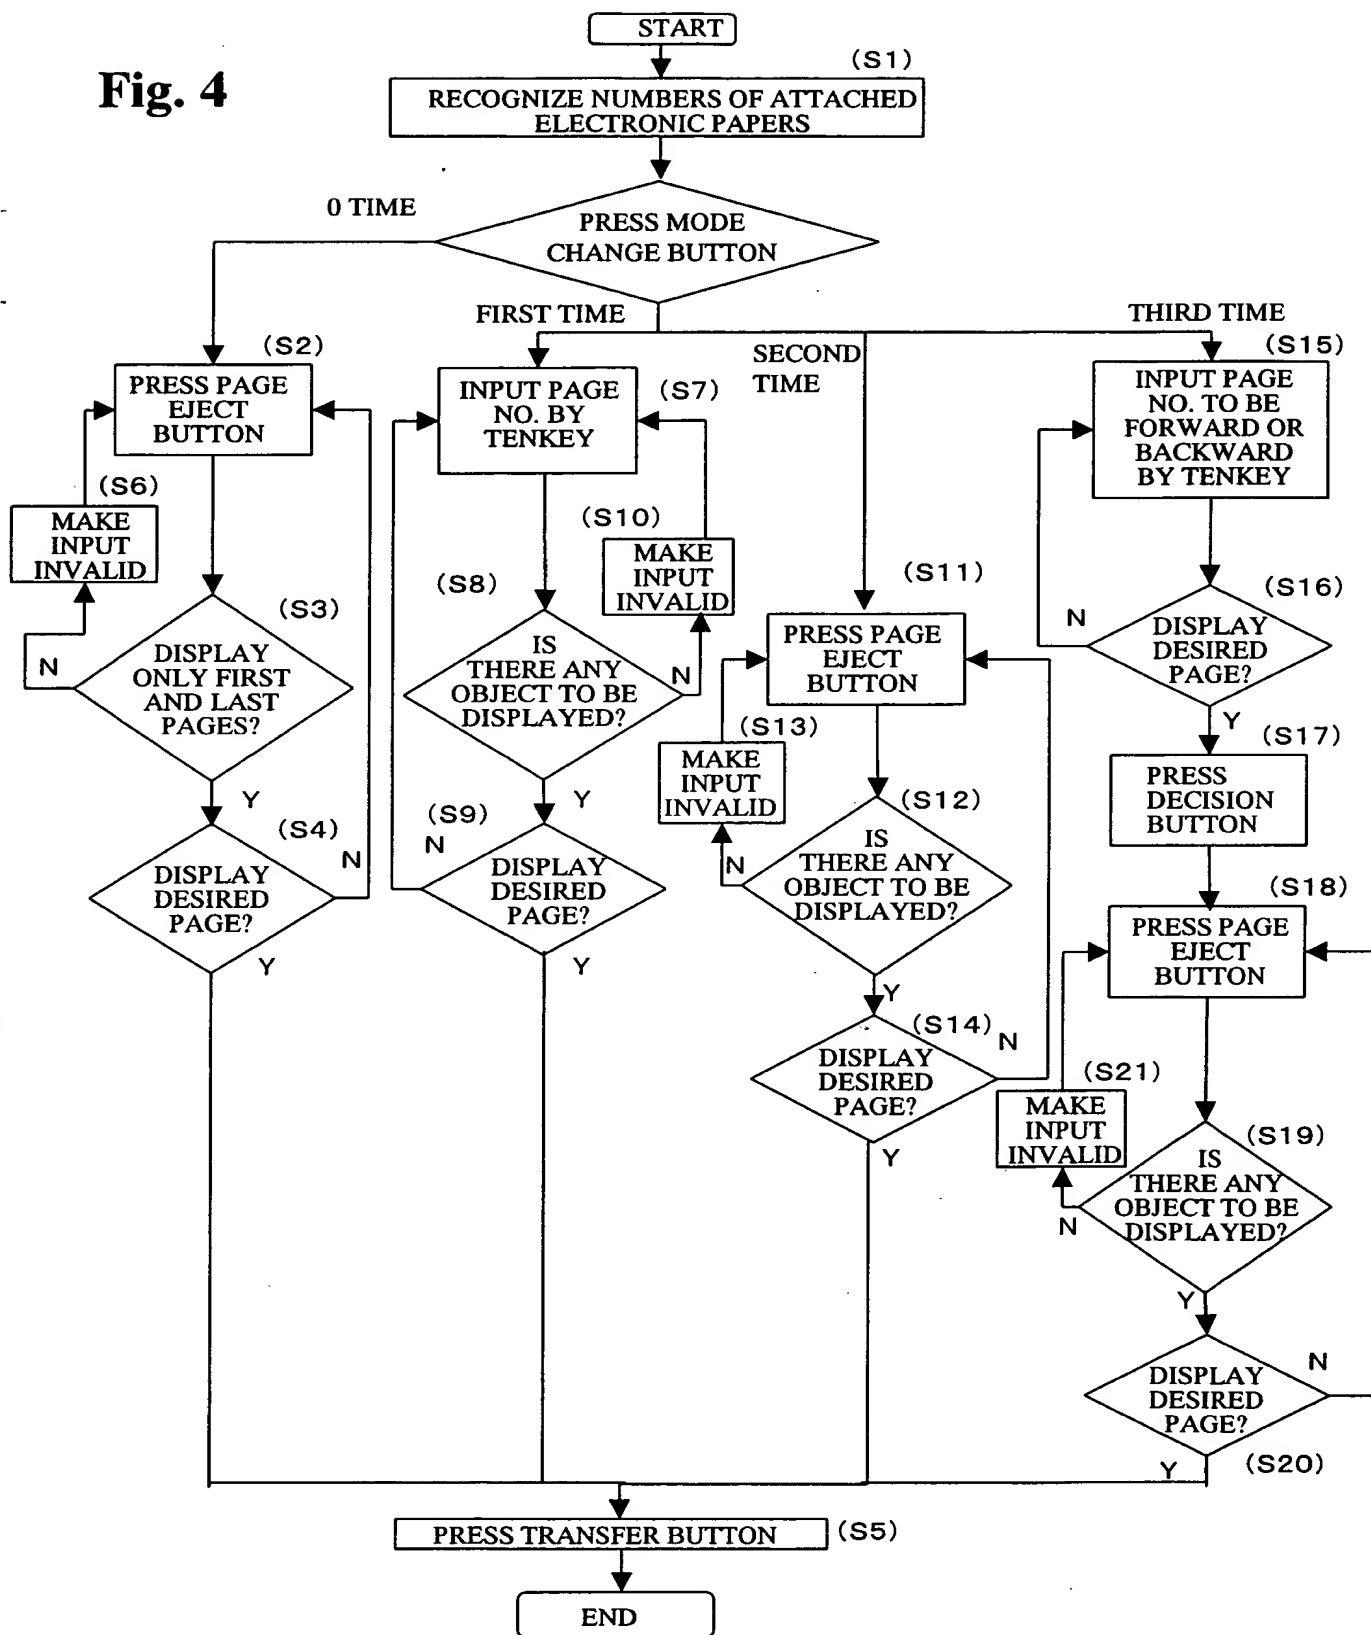 START
(S1)
Fig. 4
RECOGNIZE NUMBERS OF ATTACHED
ELECTRONIC PAPERS
0 TIME
PRESS MODE
CHANGE BUTTON
FIRST TIME
SECOND
TIME
THIRD TIME
(S2)
PRESS PAGE
EJECT
BUTTON
(S6)
MAKE
INPUT
INVALID
(S3)
DISPLAY
ONLY FIRST
AND LAST
PAGES?
N
Y
(S4)
DISPLAY
DESIRED
PAGE?
N
Y
(S7)
INPUT PAGE
NO. BY
TENKEY
(S10)
MAKE
INPUT
INVALID
(S8)
IS
THERE ANY
OBJECT TO BE
DISPLAYED?
N
Y
(S9)
N
DISPLAY
DESIRED
PAGE?
Y
(S11)
PRESS PAGE
EJECT
BUTTON
(S13)
MAKE
INPUT
INVALID
(S12)
IS
THERE ANY
OBJECT TO BE
DISPLAYED?
N
Y
(S14)
N
DISPLAY
DESIRED
PAGE?
Y
(S15)
INPUT PAGE
NO. TO BE
FORWARD OR
BACKWARD
BY TENKEY
(S16)
N
DISPLAY
DESIRED
PAGE?
Y
(S17)
PRESS
DECISION
BUTTON
(S18)
PRESS PAGE
EJECT
BUTTON
(S21)
MAKE
INPUT
INVALID
(S19)
IS
THERE ANY
OBJECT TO BE
DISPLAYED?
N
Y
N
DISPLAY
DESIRED
PAGE?
Y
(S20)
PRESS TRANSFER BUTTON
(S5)
END